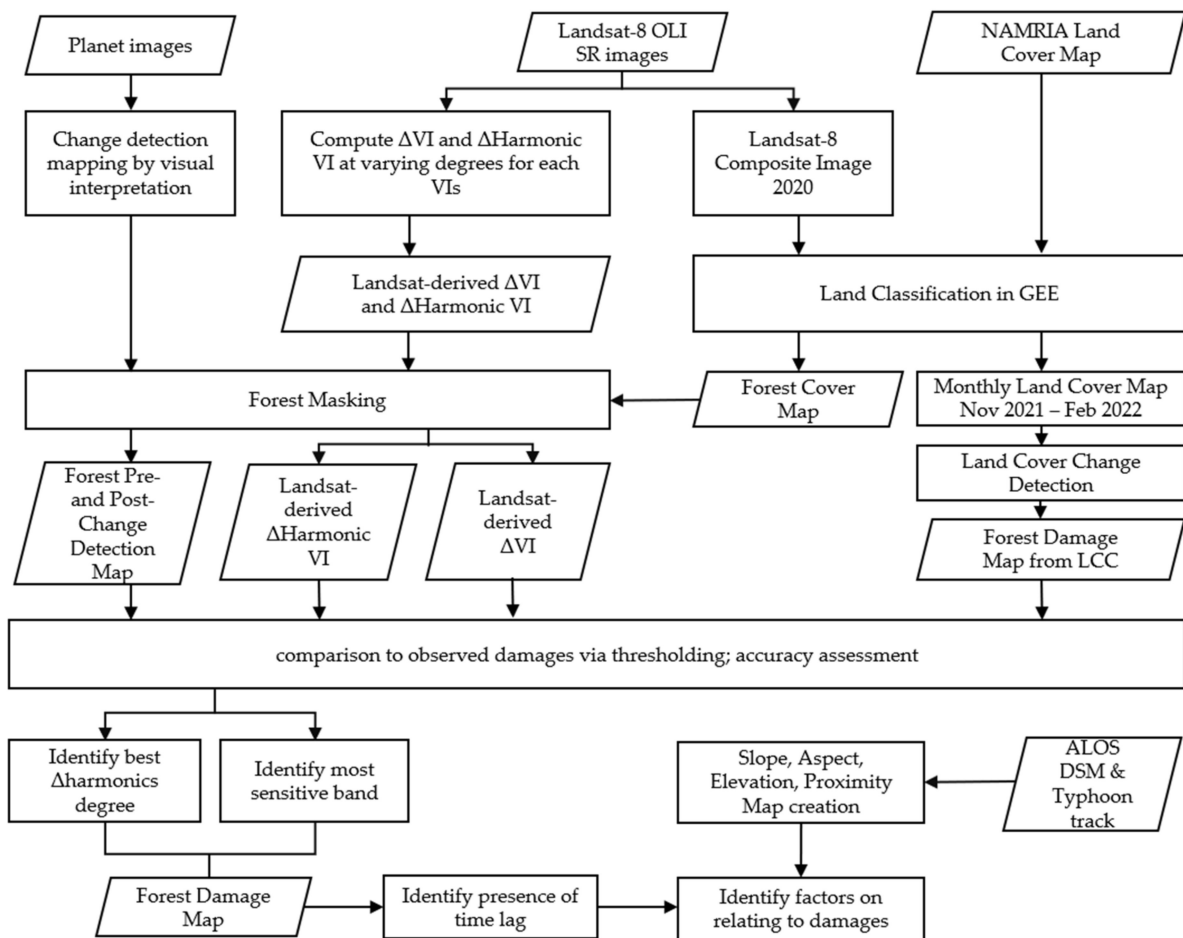 Planet images
Landsat-8 OLI
SR images
NAMRIA Land
Cover Map
Change detection
mapping by visual
interpretation
Compute ΔVI and ΔHarmonic
VI at varying degrees for each
VIs
Landsat-8
Composite Image
2020
Landsat-derived ΔVI
and ΔHarmonic VI
Land Classification in GEE
Forest Masking
Forest Cover
Map
Monthly Land Cover Map
Nov 2021 – Feb 2022
Forest Pre-
and Post-
Change
Detection
Map
Landsat-
derived
ΔHarmonic
VI
Landsat-
derived
ΔVI
Land Cover Change
Detection
Forest Damage
Map from LCC
comparison to observed damages via thresholding; accuracy assessment
Identify best
Δharmonics
degree
Identify most
sensitive band
Slope, Aspect,
Elevation, Proximity
Map creation
ALOS
DSM &
Typhoon
track
Forest Damage
Map
Identify presence of
time lag
Identify factors on
relating to damages